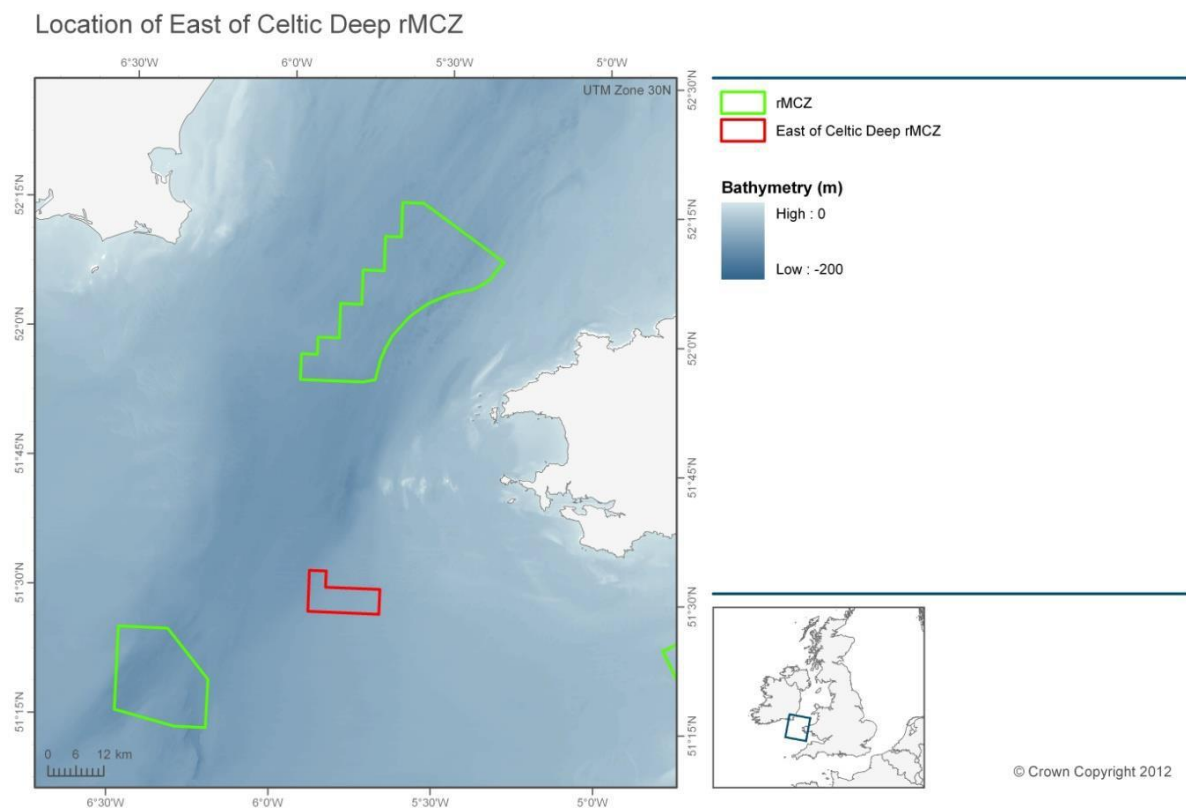 Location of East of Celtic Deep rMCZ
6°30'W 6°0'W 5°30'W 5°0'W
UTM Zone 30N
52°30'N
52°15'N
52°15'N
52°0'N
52°0'N
51°45'N
51°45'N
51°30'N
51°30'N
51°15'N
51°15'N
0 6 12 km
6°30'W 6°0'W 5°30'W 5°0'W
rMCZ
East of Celtic Deep rMCZ
Bathymetry (m)
High : 0
Low : -200
© Crown Copyright 2012